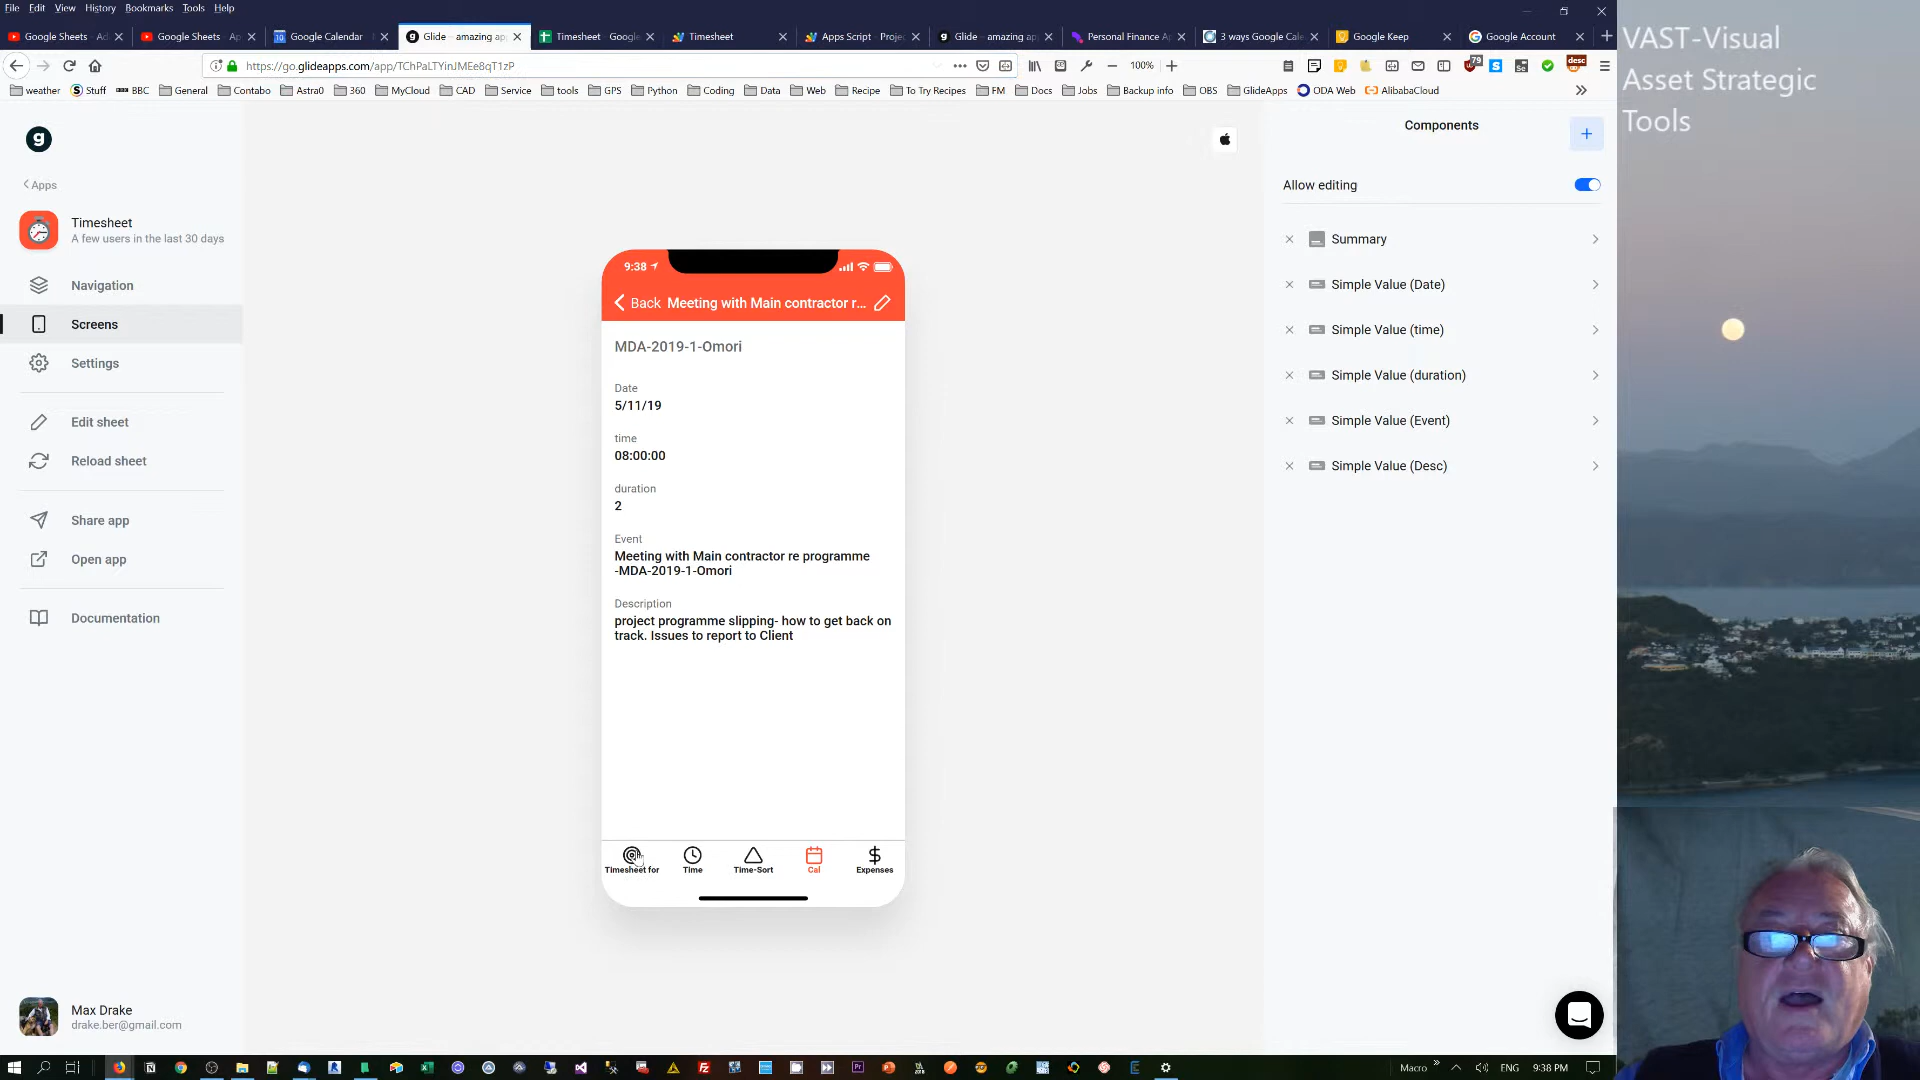 File Edit View History Bookmarks Tools Help
Google Sheets - Ad
Google Sheets - Ap
Google Calendar
Glide – amazing ap
Timesheet - Google
Timesheet
Apps Script - Projec
Glide – amazing ap
Personal Finance Ap
3 ways Google Cale
Google Keep
Google Account
https://go.glideapps.com/app/TChPaLTYirrJMEe8qT1zP
100%
79
desc
weather Stuff BBC General Contabo Astra0 360 MyCloud CAD Service tools GPS Python Coding Data Web Recipe To Try Recipes FM Docs Jobs Backup info OBS GlideApps ODA Web AlibabaCloud
VAST-Visual
Asset Strategic
Tools
g
Apps
Timesheet
A few users in the last 30 days
Navigation
Screens
Settings
Edit sheet
Reload sheet
Share app
Open app
Documentation
Max Drake
drake.ber@gmail.com
9:38
Back Meeting with Main contractor r...
MDA-2019-1-Omori
Date
5/11/19
time
08:00:00
duration
2
Event
Meeting with Main contractor re programme
-MDA-2019-1-Omori
Description
project programme slipping- how to get back on
track. Issues to report to Client
Timesheet for
Time
Time-Sort
Cal
Expenses
Components
Allow editing
Summary
Simple Value (Date)
Simple Value (time)
Simple Value (duration)
Simple Value (Event)
Simple Value (Desc)
Macro
ENG
9:38 PM